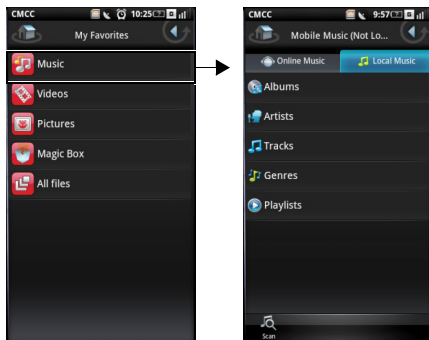 CMCC 10:25
My Favorites
Music
Videos
Pictures
Magic Box
All files
CMCC 9:57
Mobile Music (Not Lo...
Online Music Local Music
Albums
Artists
Tracks
Genres
Playlists
Scan